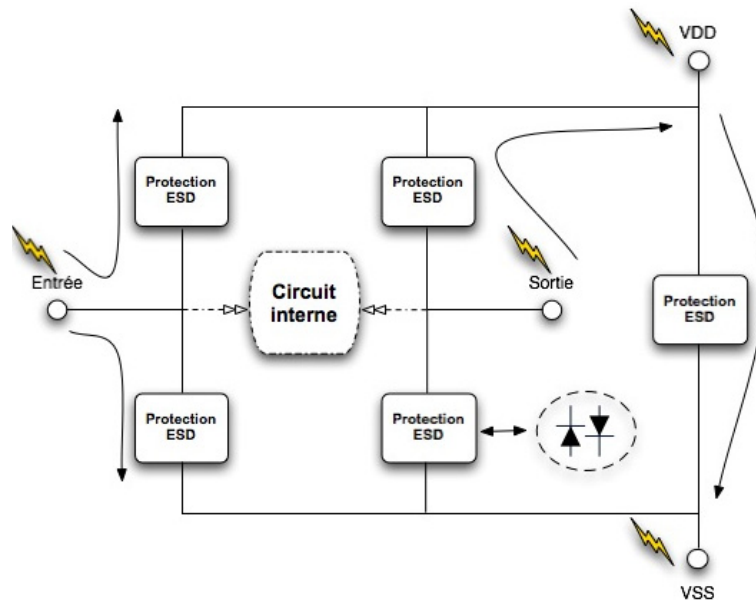 VDD
Protection
ESD
Protection
ESD
Entrée
Circuit
interne
Sortie
Protection
ESD
Protection
ESD
Protection
ESD
VSS